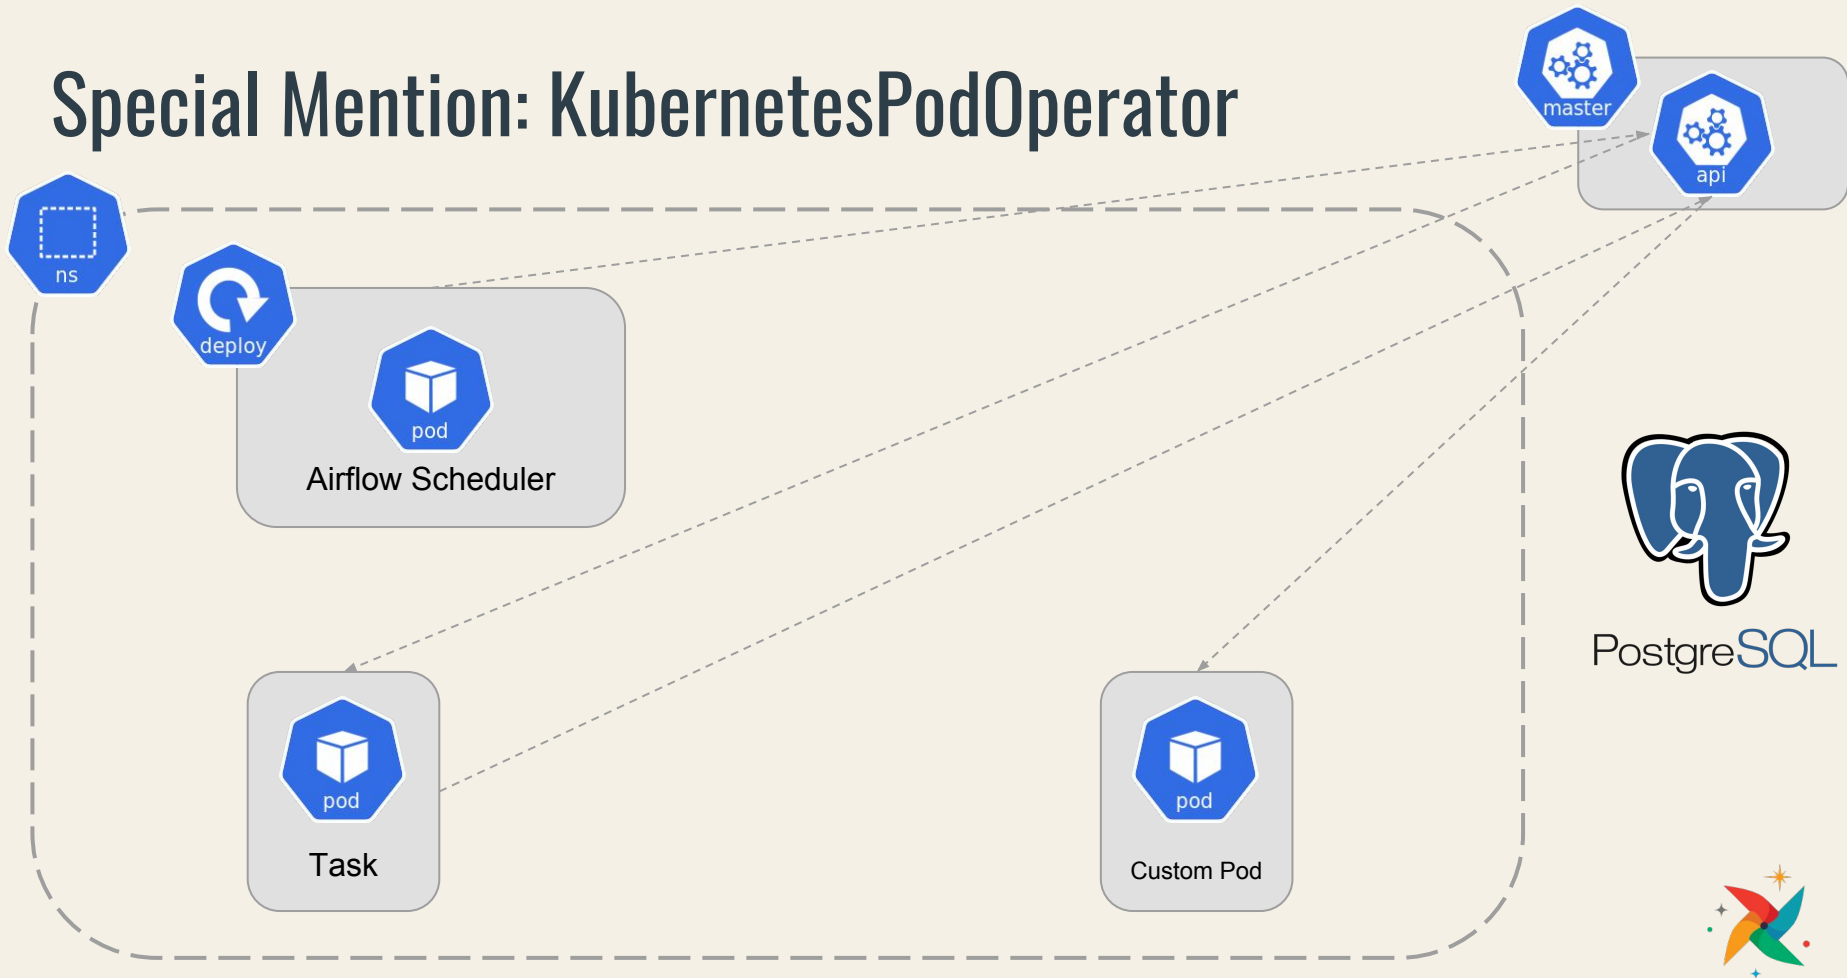 Special Mention: KubernetesPodOperator
master
api
ns
deploy
pod
Airflow Scheduler
PostgreSQL
pod
Task
pod
Custom Pod